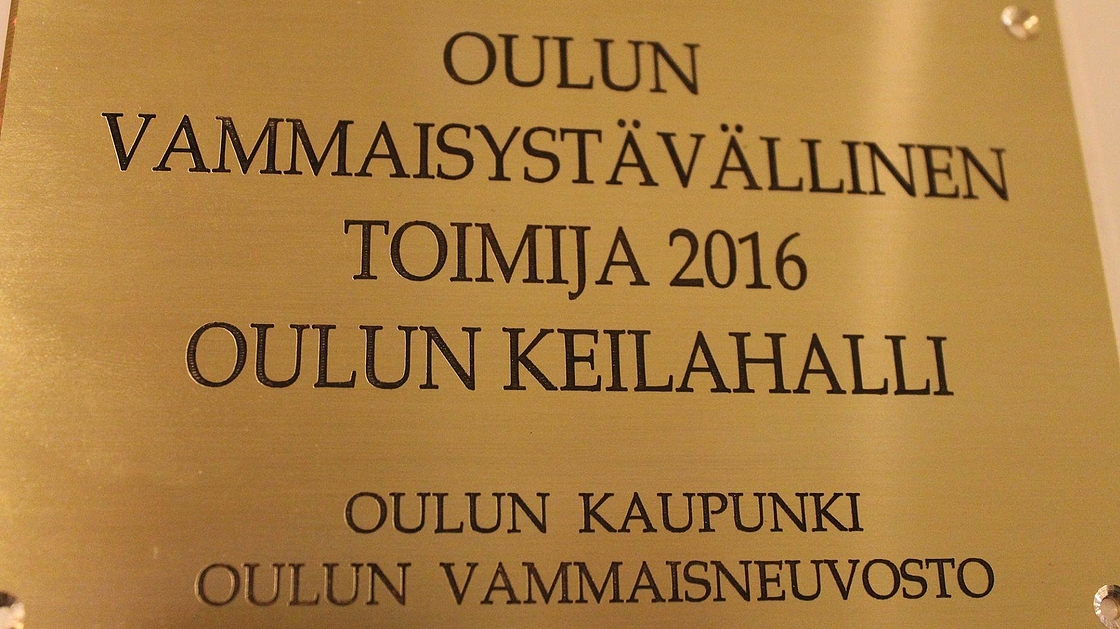 OULUN
VAMMAISYSTÄVÄLLINEN
TOIMIJA 2016
OULUN KEILAHALLI
OULUN KAUPUNKI
OULUN VAMMAISNEUVOSTO